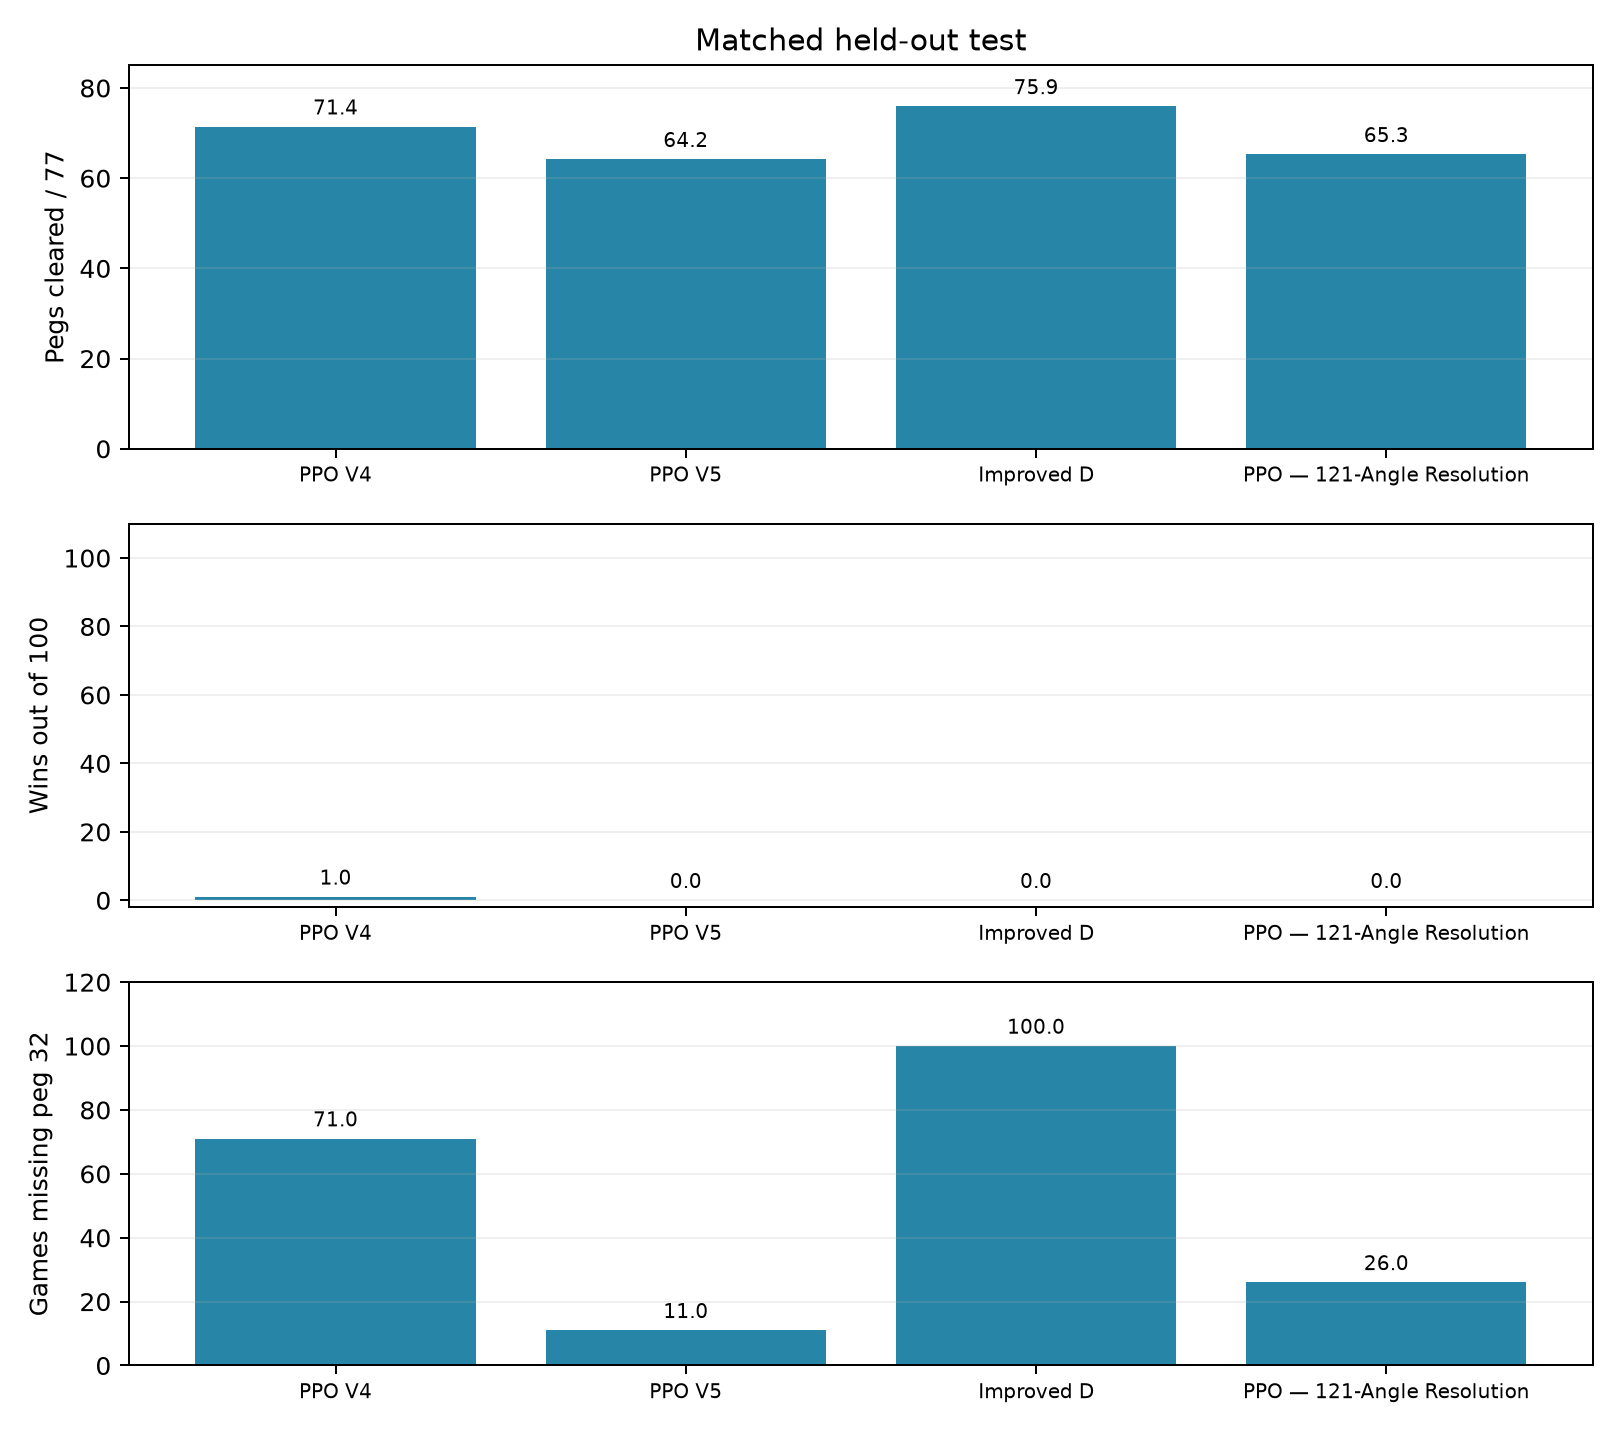 Matched held-out test
Pegs cleared / 77
80
60
40
20
0
71.4
64.2
75.9
65.3
PPO V4
PPO V5
Improved D
PPO — 121-Angle Resolution
Wins out of 100
100
80
60
40
20
0
1.0
0.0
0.0
0.0
PPO V4
PPO V5
Improved D
PPO — 121-Angle Resolution
Games missing peg 32
120
100
80
60
40
20
0
71.0
11.0
100.0
26.0
PPO V4
PPO V5
Improved D
PPO — 121-Angle Resolution